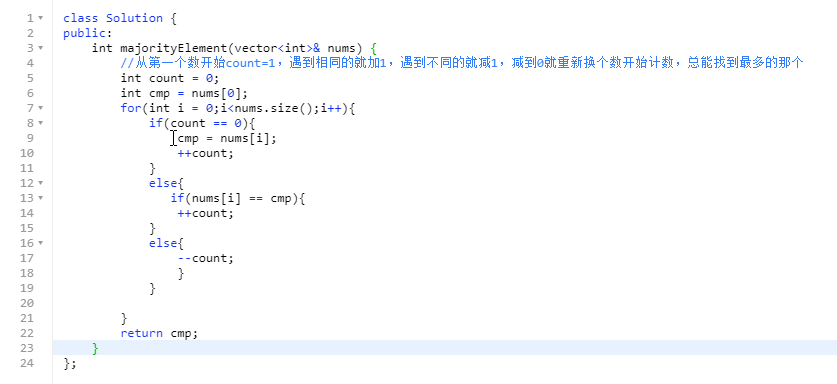 1 class Solution {
2 public:
3     int majorityElement(vector<int>& nums) {
4         //从第一个数开始count=1，遇到相同的就加1，遇到不同的就减1，减到0就重新换个数开始计数，总能找到最多的那个
5         int count = 0;
6         int cmp = nums[0];
7         for(int i = 0;i<nums.size();i++){
8             if(count == 0){
9                 cmp = nums[i];
10                 ++count;
11             }
12             else{
13                if(nums[i] == cmp){
14                 ++count;
15             }
16             else{
17                 --count;
18                 }
19             }
20
21         }
22         return cmp;
23     }
24 };